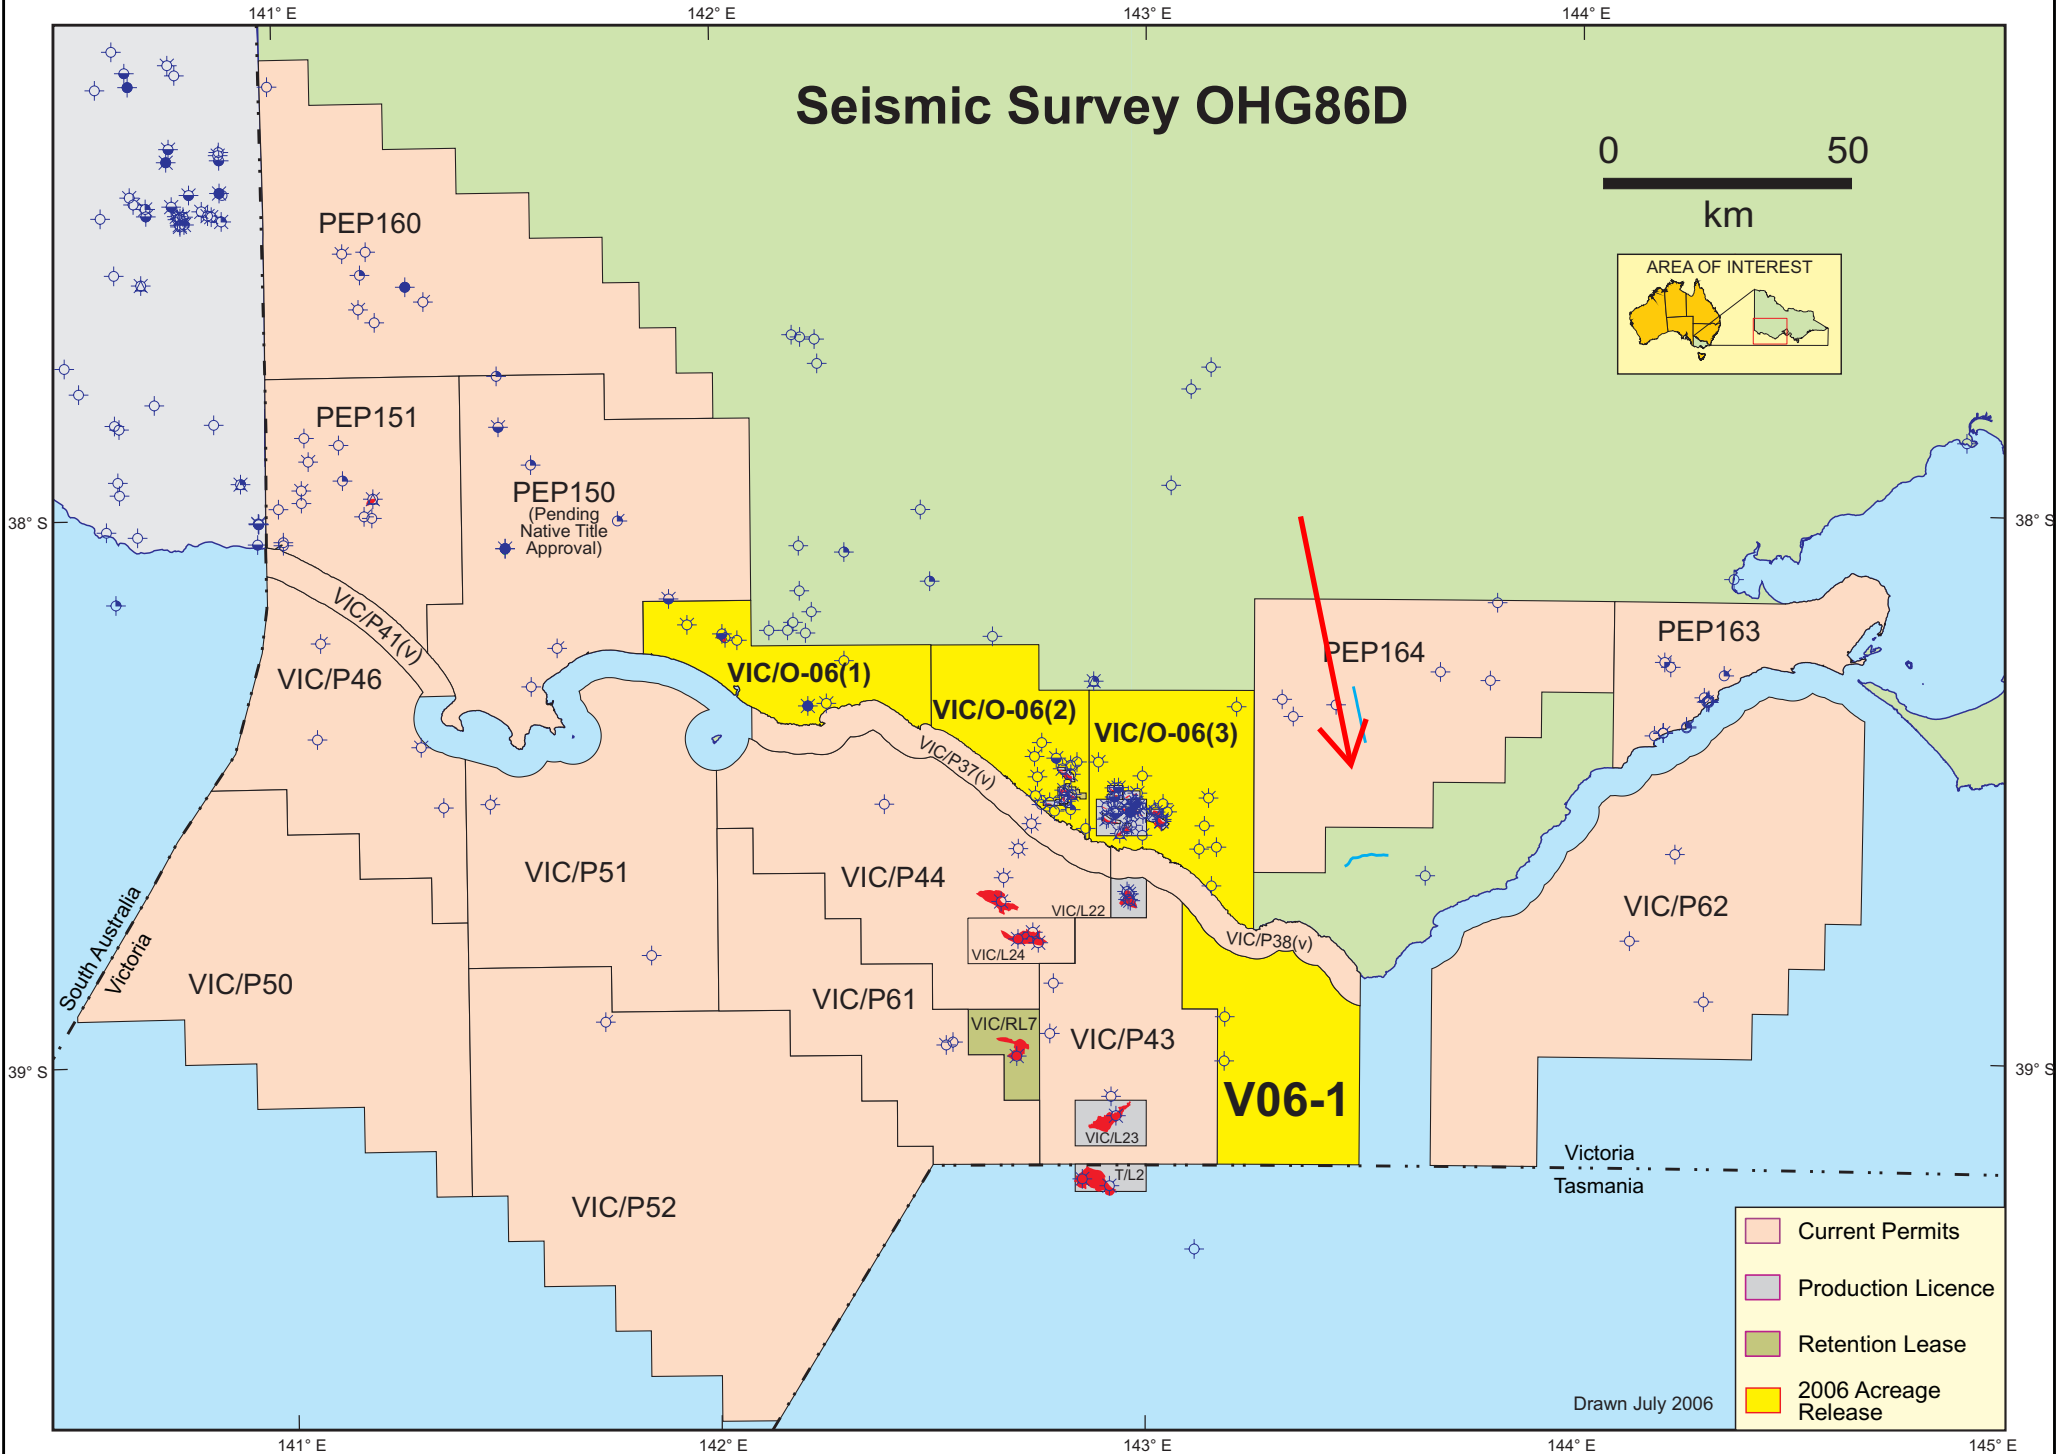 141° E
142° E
143° E
144° E
Seismic Survey OHG86D
0
50
km
AREA OF INTEREST
PEP160
PEP151
PEP150
(Pending
Native Title
Approval)
38° S
38° S
VIC/P41(v)
VIC/P46
VIC/O-06(1)
VIC/O-06(2)
VIC/O-06(3)
PEP164
PEP163
VIC/P37(v)
VIC/P51
VIC/P44
VIC/L22
VIC/P62
VIC/P38(v)
VIC/L24
South Australia
Victoria
VIC/P50
VIC/P61
VIC/RL7
VIC/P43
39° S
39° S
V06-1
VIC/L23
T/L2
Victoria
Tasmania
VIC/P52
Current Permits
Production Licence
Retention Lease
2006 Acreage
Release
Drawn July 2006
141° E
142° E
143° E
144° E
145° E